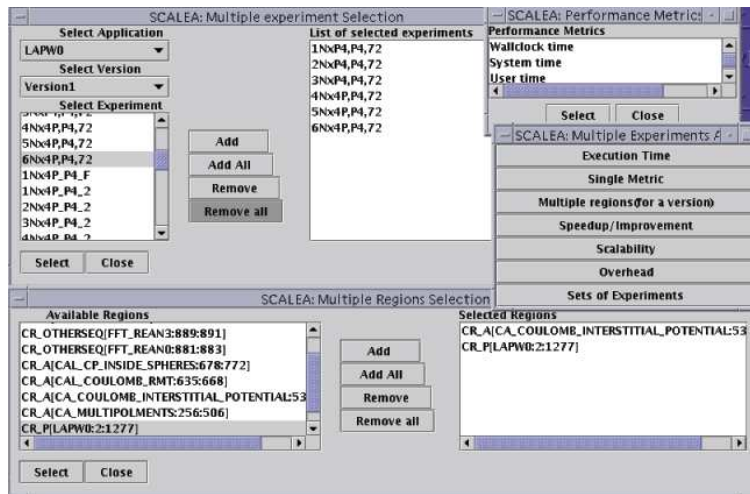 SCALEA: Multiple experiment Selection
Select Application
LAPW0
Select Version
Version1
Select Experiment
4Nx4P,P4,72
5Nx4P,P4,72
6Nx4P,P4,72
1Nx4P_P4_F
1Nx4P_P4_2
2Nx4P_P4_2
3Nx4P_P4_2
4Nx4P_P4_2
Add
Add All
Remove
Remove all
List of selected experiments
1NxP4,P4,72
2NxP4,P4,72
3Nx4P,P4,72
4Nx4P,P4,72
5Nx4P,P4,72
6Nx4P,P4,72
Select Close
SCALEA: Performance Metrics
Performance Metrics
Wallclock time
System time
User time
Select Close
SCALEA: Multiple Experiments A
Execution Time
Single Metric
Multiple regions(for a version)
Speedup/Improvement
Scalability
Overhead
Sets of Experiments
SCALEA: Multiple Regions Selection
Available Regions
CR_OTHERSEQ[FFT_REAN3:889:891]
CR_OTHERSEQ[FFT_REAN0:881:883]
CR_A[CAL_CP_INSIDE_SPHERES:678:772]
CR_A[CAL_COULOMB_RMT:635:668]
CR_A[CA_COULOMB_INTERSTITIAL_POTENTIAL:53
CR_A[CA_MULTIPOLMENTS:256:506]
CR_P[LAPW0:2:1277]
Add
Add All
Remove
Remove all
Selected Regions
CR_A[CA_COULOMB_INTERSTITIAL_POTENTIAL:53
CR_P[LAPW0:2:1277]
Select Close